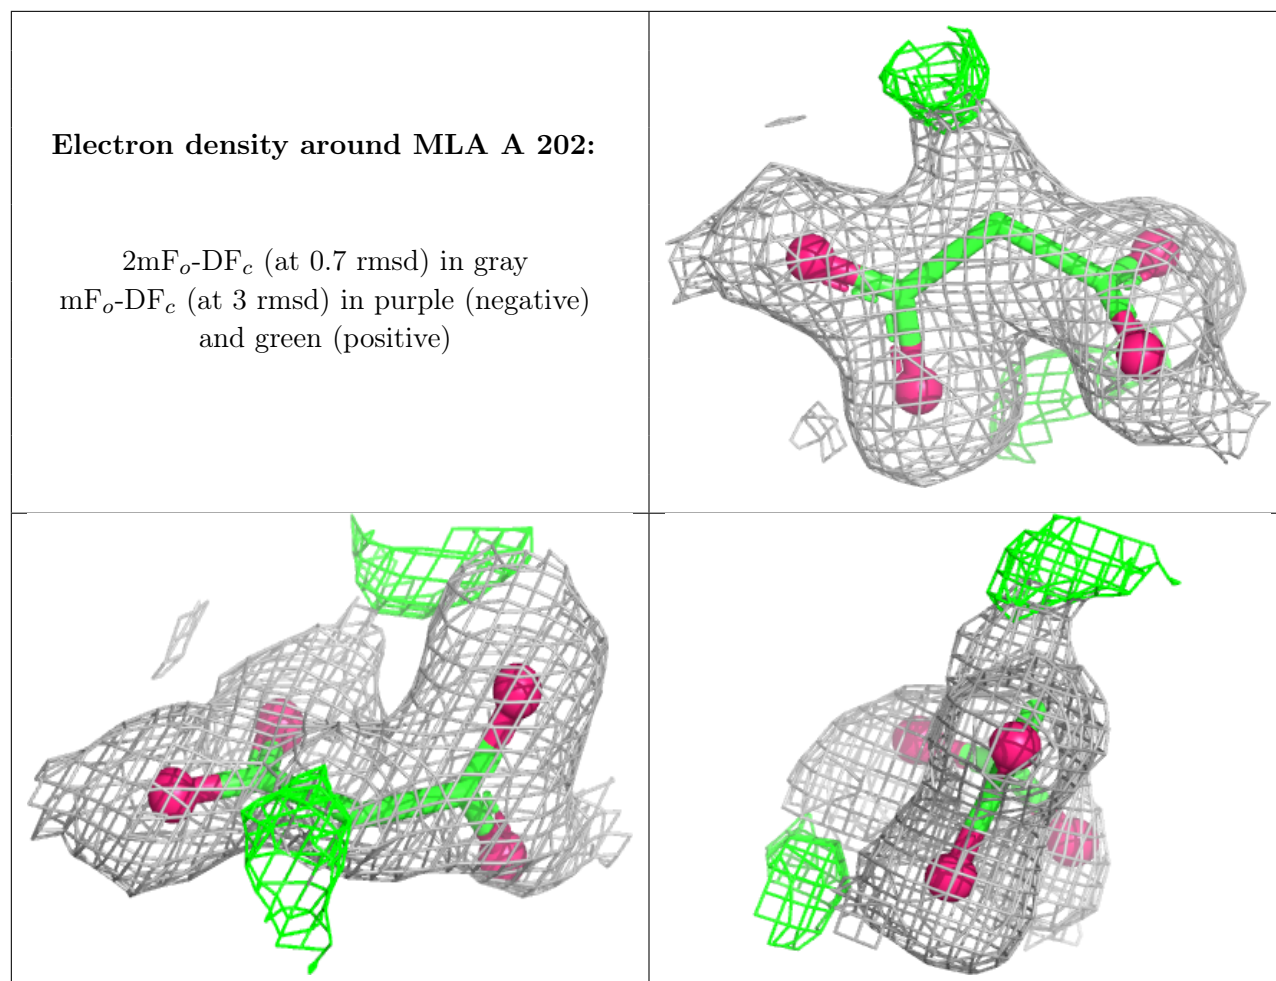 Electron density around MLA A 202:
2mFₒ-DF𝑐 (at 0.7 rmsd) in gray
mFₒ-DF𝑐 (at 3 rmsd) in purple (negative)
and green (positive)